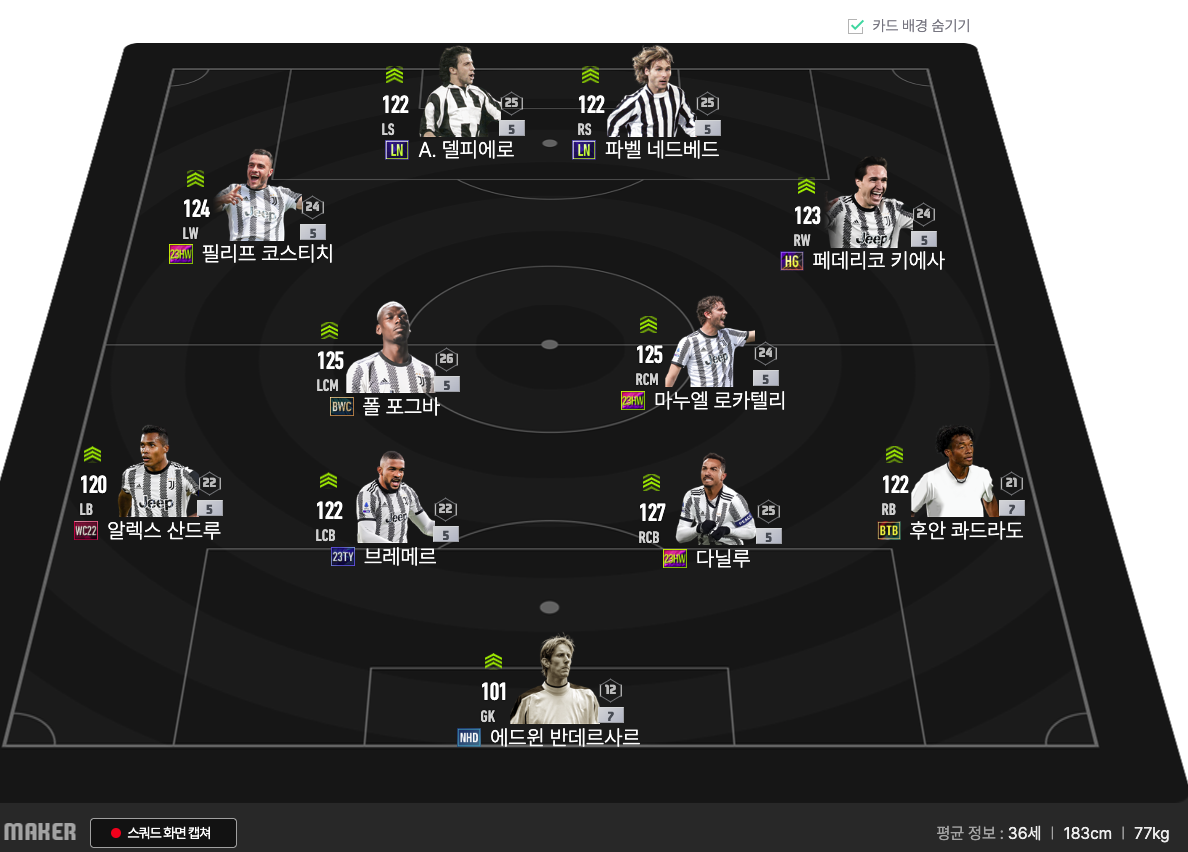 카드 배경 숨기기
122
25
LS
5
LN A. 델피에로
122
25
RS
5
LN 파벨 네드베드
124
24
LW
5
23HW 필리프 코스티치
123
24
RW
5
HG 페데리코 키에사
125
26
LCM
5
BWC 폴 포그바
125
24
RCM
5
23HW 마누엘 로카텔리
120
22
LB
5
WC22 알렉스 산드루
122
22
LCB
5
23TY 브레메르
127
25
RCB
5
23HW 다닐루
122
21
RB
7
BTB 후안 콰드라도
101
12
GK
7
NHD 에드윈 반데르사르
Jeep
Jeep
Jeep
Jeep
MAKER
스쿼드 화면 캡쳐
평균 정보 : 36세 | 183cm | 77kg